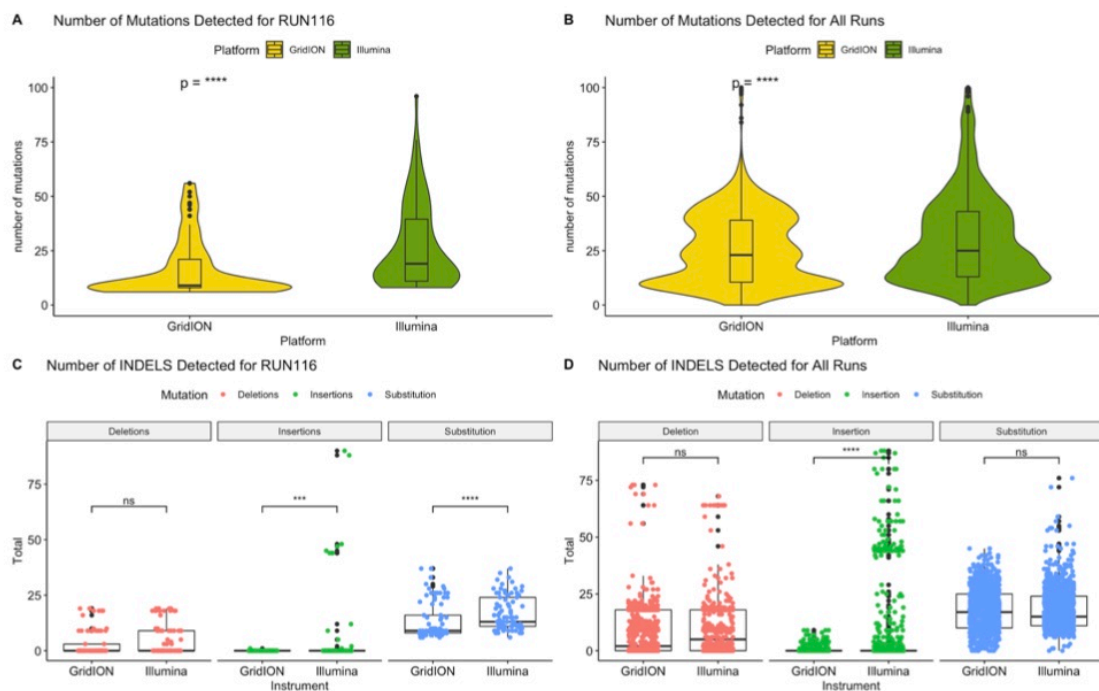 A Number of Mutations Detected for RUN116
Platform GridION Illumina
p = ****
100
75
50
25
0
number of mutations
GridION Illumina
Platform
B Number of Mutations Detected for All Runs
Platform GridION Illumina
p = ****
100
75
50
25
0
number of mutations
GridION Illumina
Platform
C Number of INDELS Detected for RUN116
Mutation Deletions Insertions Substitution
Deletions Insertions Substitution
ns *** ****
75
50
25
0
Total
GridION Illumina GridION Illumina GridION Illumina
Instrument
D Number of INDELS Detected for All Runs
Mutation Deletion Insertion Substitution
Deletion Insertion Substitution
ns **** ns
75
50
25
0
Total
GridION Illumina GridION Illumina GridION Illumina
Instrument